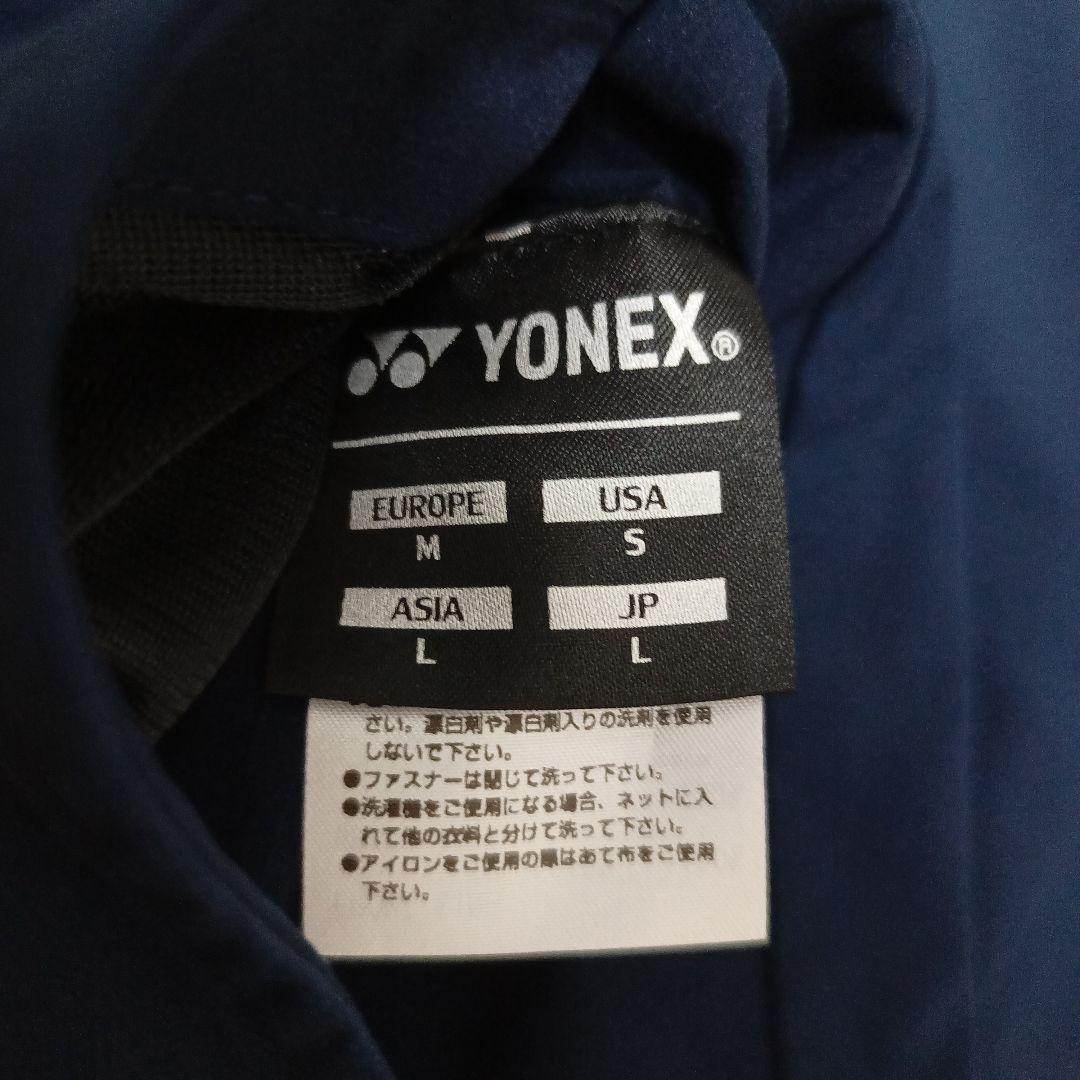 YONEX®
EUROPE USA
M S
ASIA JP
L L
さい。漂白剤や漂白剤入りの洗剤を使用
しないで下さい。
●ファスナーは閉じて洗って下さい。
●洗濯機をご使用になる場合、ネットに入
れて他の衣料と分けて洗って下さい。
●アイロンをご使用の際はあて布をご使用
下さい。